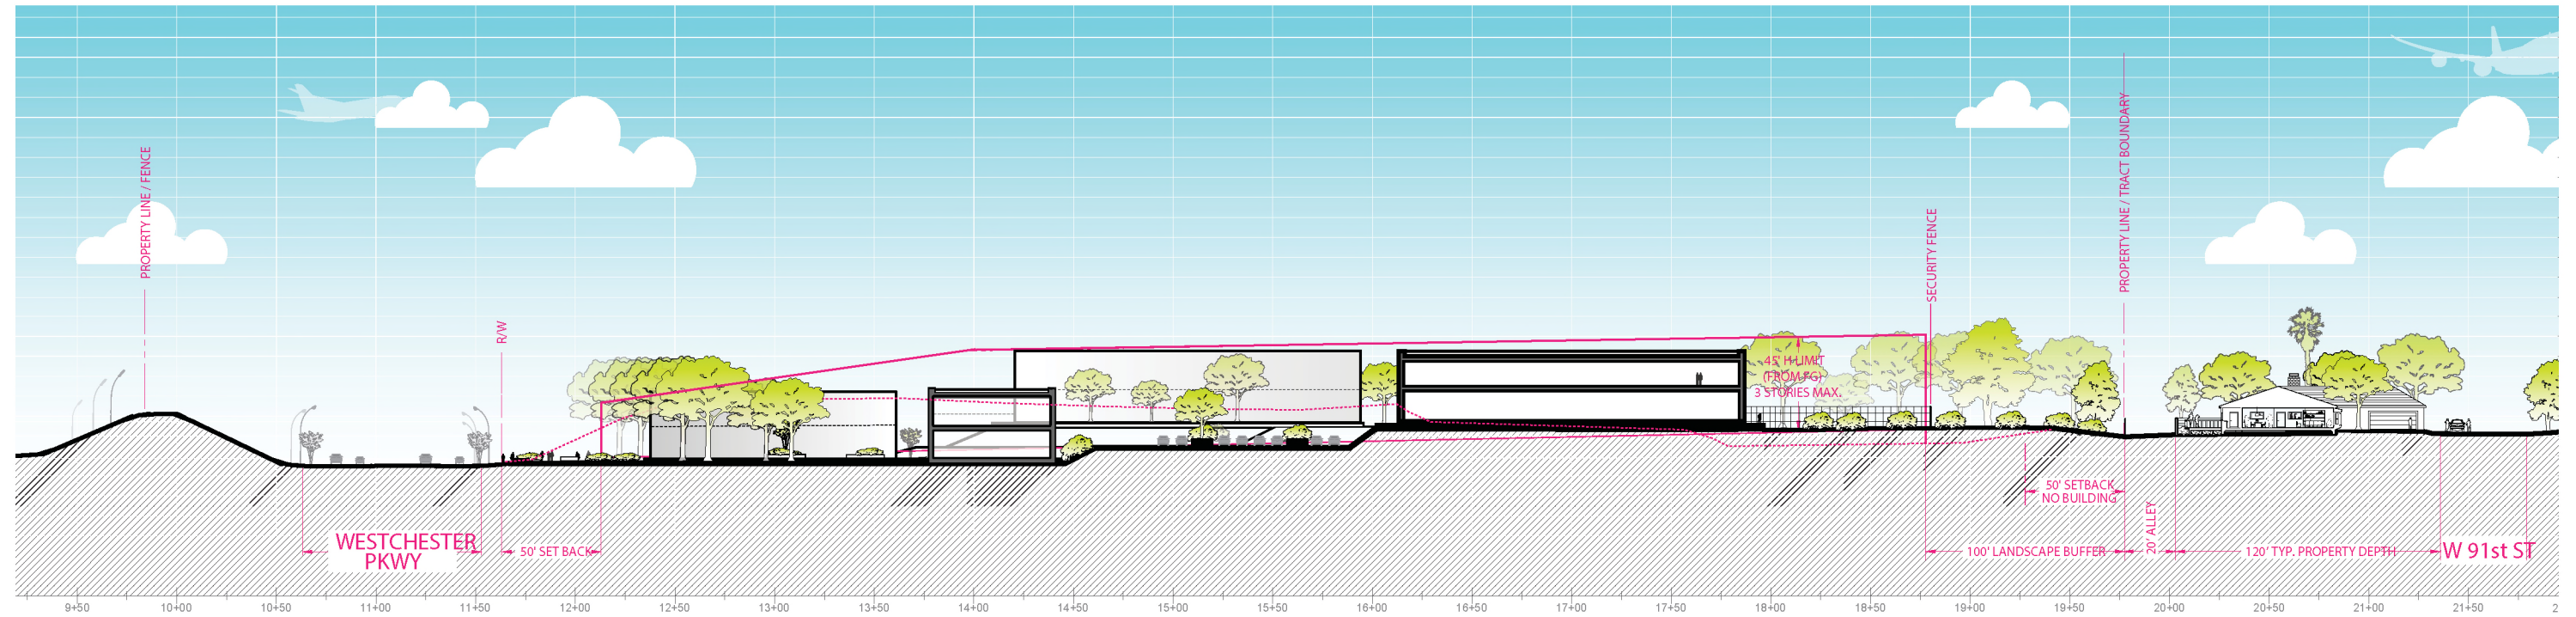 PROPERTY LINE / FENCE
R/W
SECURITY FENCE
PROPERTY LINE / TRACT BOUNDARY
45' H LIMIT
(FROM FG)
3 STORIES MAX.
50' SETBACK
NO BUILDING
WESTCHESTER
PKWY
50' SET BACK
100' LANDSCAPE BUFFER
20' ALLEY
120' TYP. PROPERTY DEPTH
W 91st ST
9+50 10+00 10+50 11+00 11+50 12+00 12+50 13+00 13+50 14+00 14+50 15+00 15+50 16+00 16+50 17+00 17+50 18+00 18+50 19+00 19+50 20+00 20+50 21+00 21+50 2